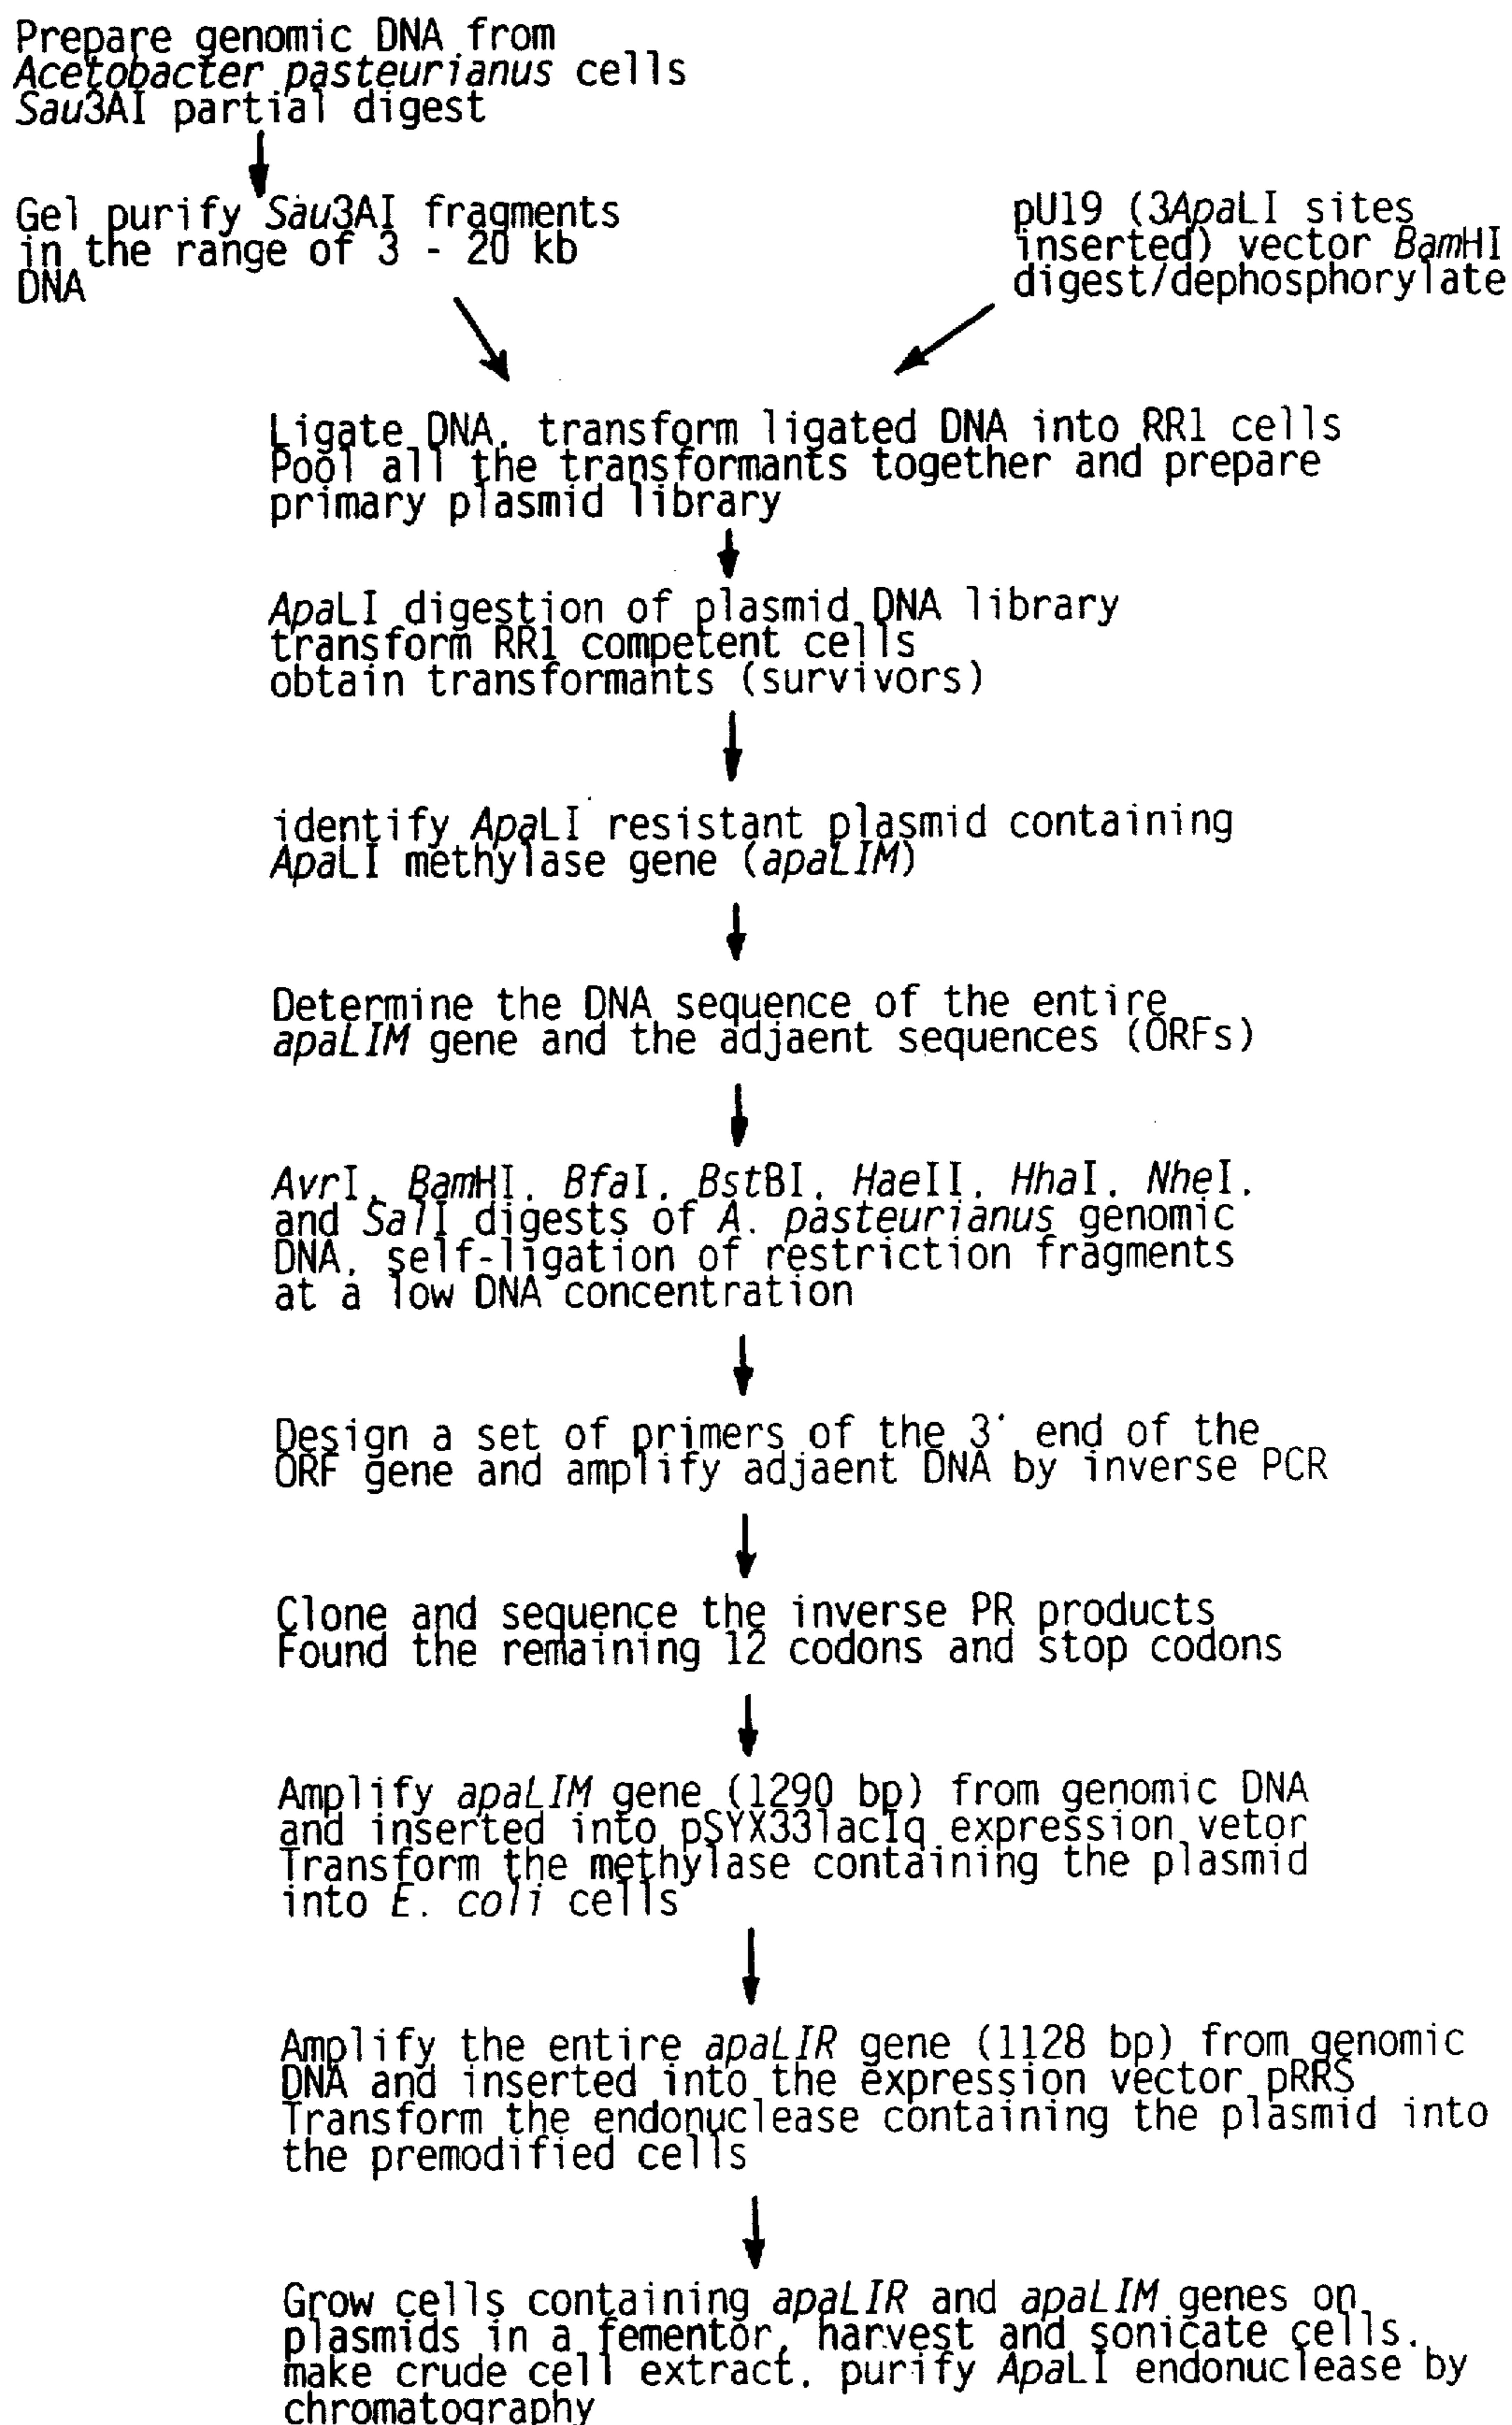 Prepare genomic DNA from
Acetobacter pasteurianus cells
Sau3AI partial digest
Gel purify Sau3AI fragments
in the range of 3 - 20 kb
DNA
pU19 (3ApaLI sites
inserted) vector BamHI
digest/dephosphorylate
Ligate DNA, transform ligated DNA into RR1 cells
Pool all the transformants together and prepare
primary plasmid library
ApaLI digestion of plasmid DNA library
transform RR1 competent cells
obtain transformants (survivors)
identify ApaLI resistant plasmid containing
ApaLI methylase gene (apaLIM)
Determine the DNA sequence of the entire
apaLIM gene and the adjaent sequences (ORFs)
AvrI, BamHI, BfaI, BstBI, HaeII, HhaI, NheI,
and SalI digests of A. pasteurianus genomic
DNA, self-ligation of restriction fragments
at a low DNA concentration
Design a set of primers of the 3' end of the
ORF gene and amplify adjaent DNA by inverse PCR
Clone and sequence the inverse PR products
Found the remaining 12 codons and stop codons
Amplify apaLIM gene (1290 bp) from genomic DNA
and inserted into pSYX33lacIq expression vetor
Transform the methylase containing the plasmid
into E. coli cells
Amplify the entire apaLIR gene (1128 bp) from genomic
DNA and inserted into the expression vector pRRS
Transform the endonuclease containing the plasmid into
the premodified cells
Grow cells containing apaLIR and apaLIM genes on
plasmids in a fementor, harvest and sonicate cells,
make crude cell extract, purify ApaLI endonuclease by
chromatography